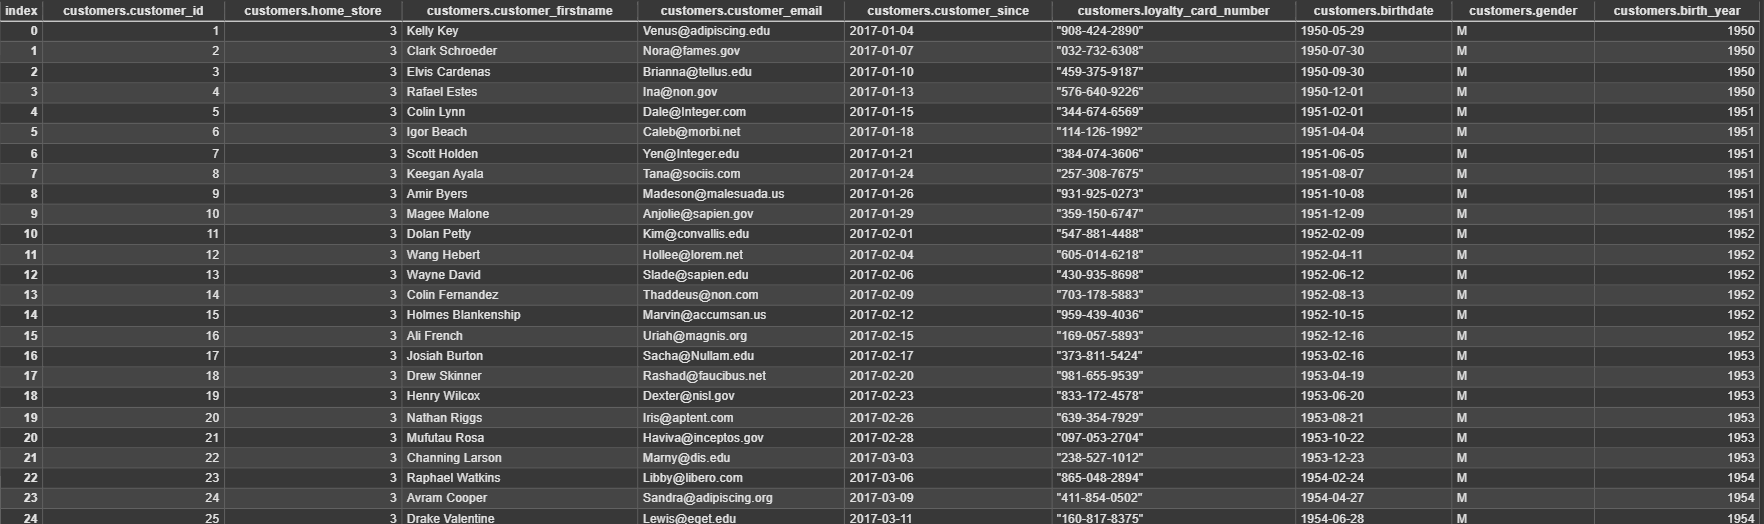 index customers.customer_id customers.home_store customers.customer_firstname customers.customer_email customers.customer_since customers.loyalty_card_number customers.birthdate customers.gender customers.birth_year
0 1 3 Kelly Key Venus@adipiscing.edu 2017-01-04 "908-424-2890" 1950-05-29 M 1950
1 2 3 Clark Schroeder Nora@fames.gov 2017-01-07 "032-732-6308" 1950-07-30 M 1950
2 3 3 Elvis Cardenas Brianna@tellus.edu 2017-01-10 "459-375-9187" 1950-09-30 M 1950
3 4 3 Rafael Estes Ina@non.gov 2017-01-13 "576-640-9226" 1950-12-01 M 1950
4 5 3 Colin Lynn Dale@Integer.com 2017-01-15 "344-674-6569" 1951-02-01 M 1951
5 6 3 Igor Beach Caleb@morbi.net 2017-01-18 "114-126-1992" 1951-04-04 M 1951
6 7 3 Scott Holden Yen@Integer.edu 2017-01-21 "384-074-3606" 1951-06-05 M 1951
7 8 3 Keegan Ayala Tana@sociis.com 2017-01-24 "257-308-7675" 1951-08-07 M 1951
8 9 3 Amir Byers Madeson@malesuada.us 2017-01-26 "931-925-0273" 1951-10-08 M 1951
9 10 3 Magee Malone Anjolie@sapien.gov 2017-01-29 "359-150-6747" 1951-12-09 M 1951
10 11 3 Dolan Petty Kim@convallis.edu 2017-02-01 "547-881-4488" 1952-02-09 M 1952
11 12 3 Wang Hebert Hollee@lorem.net 2017-02-04 "605-014-6218" 1952-04-11 M 1952
12 13 3 Wayne David Slade@sapien.edu 2017-02-06 "430-935-8698" 1952-06-12 M 1952
13 14 3 Colin Fernandez Thaddeus@non.com 2017-02-09 "703-178-5883" 1952-08-13 M 1952
14 15 3 Holmes Blankenship Marvin@accumsan.us 2017-02-12 "959-439-4036" 1952-10-15 M 1952
15 16 3 Ali French Uriah@magnis.org 2017-02-15 "169-057-5893" 1952-12-16 M 1952
16 17 3 Josiah Burton Sacha@Nullam.edu 2017-02-17 "373-811-5424" 1953-02-16 M 1953
17 18 3 Drew Skinner Rashad@faucibus.net 2017-02-20 "981-655-9539" 1953-04-19 M 1953
18 19 3 Henry Wilcox Dexter@nisl.gov 2017-02-23 "833-172-4578" 1953-06-20 M 1953
19 20 3 Nathan Riggs Iris@aptent.com 2017-02-26 "639-354-7929" 1953-08-21 M 1953
20 21 3 Mufutau Rosa Haviva@inceptos.gov 2017-02-28 "097-053-2704" 1953-10-22 M 1953
21 22 3 Channing Larson Marny@dis.edu 2017-03-03 "238-527-1012" 1953-12-23 M 1953
22 23 3 Raphael Watkins Libby@libero.com 2017-03-06 "865-048-2894" 1954-02-24 M 1954
23 24 3 Avram Cooper Sandra@adipiscing.org 2017-03-09 "411-854-0502" 1954-04-27 M 1954
24 25 3 Drake Valentine Lewis@eget.edu 2017-03-11 "160-817-8375" 1954-06-28 M 1954